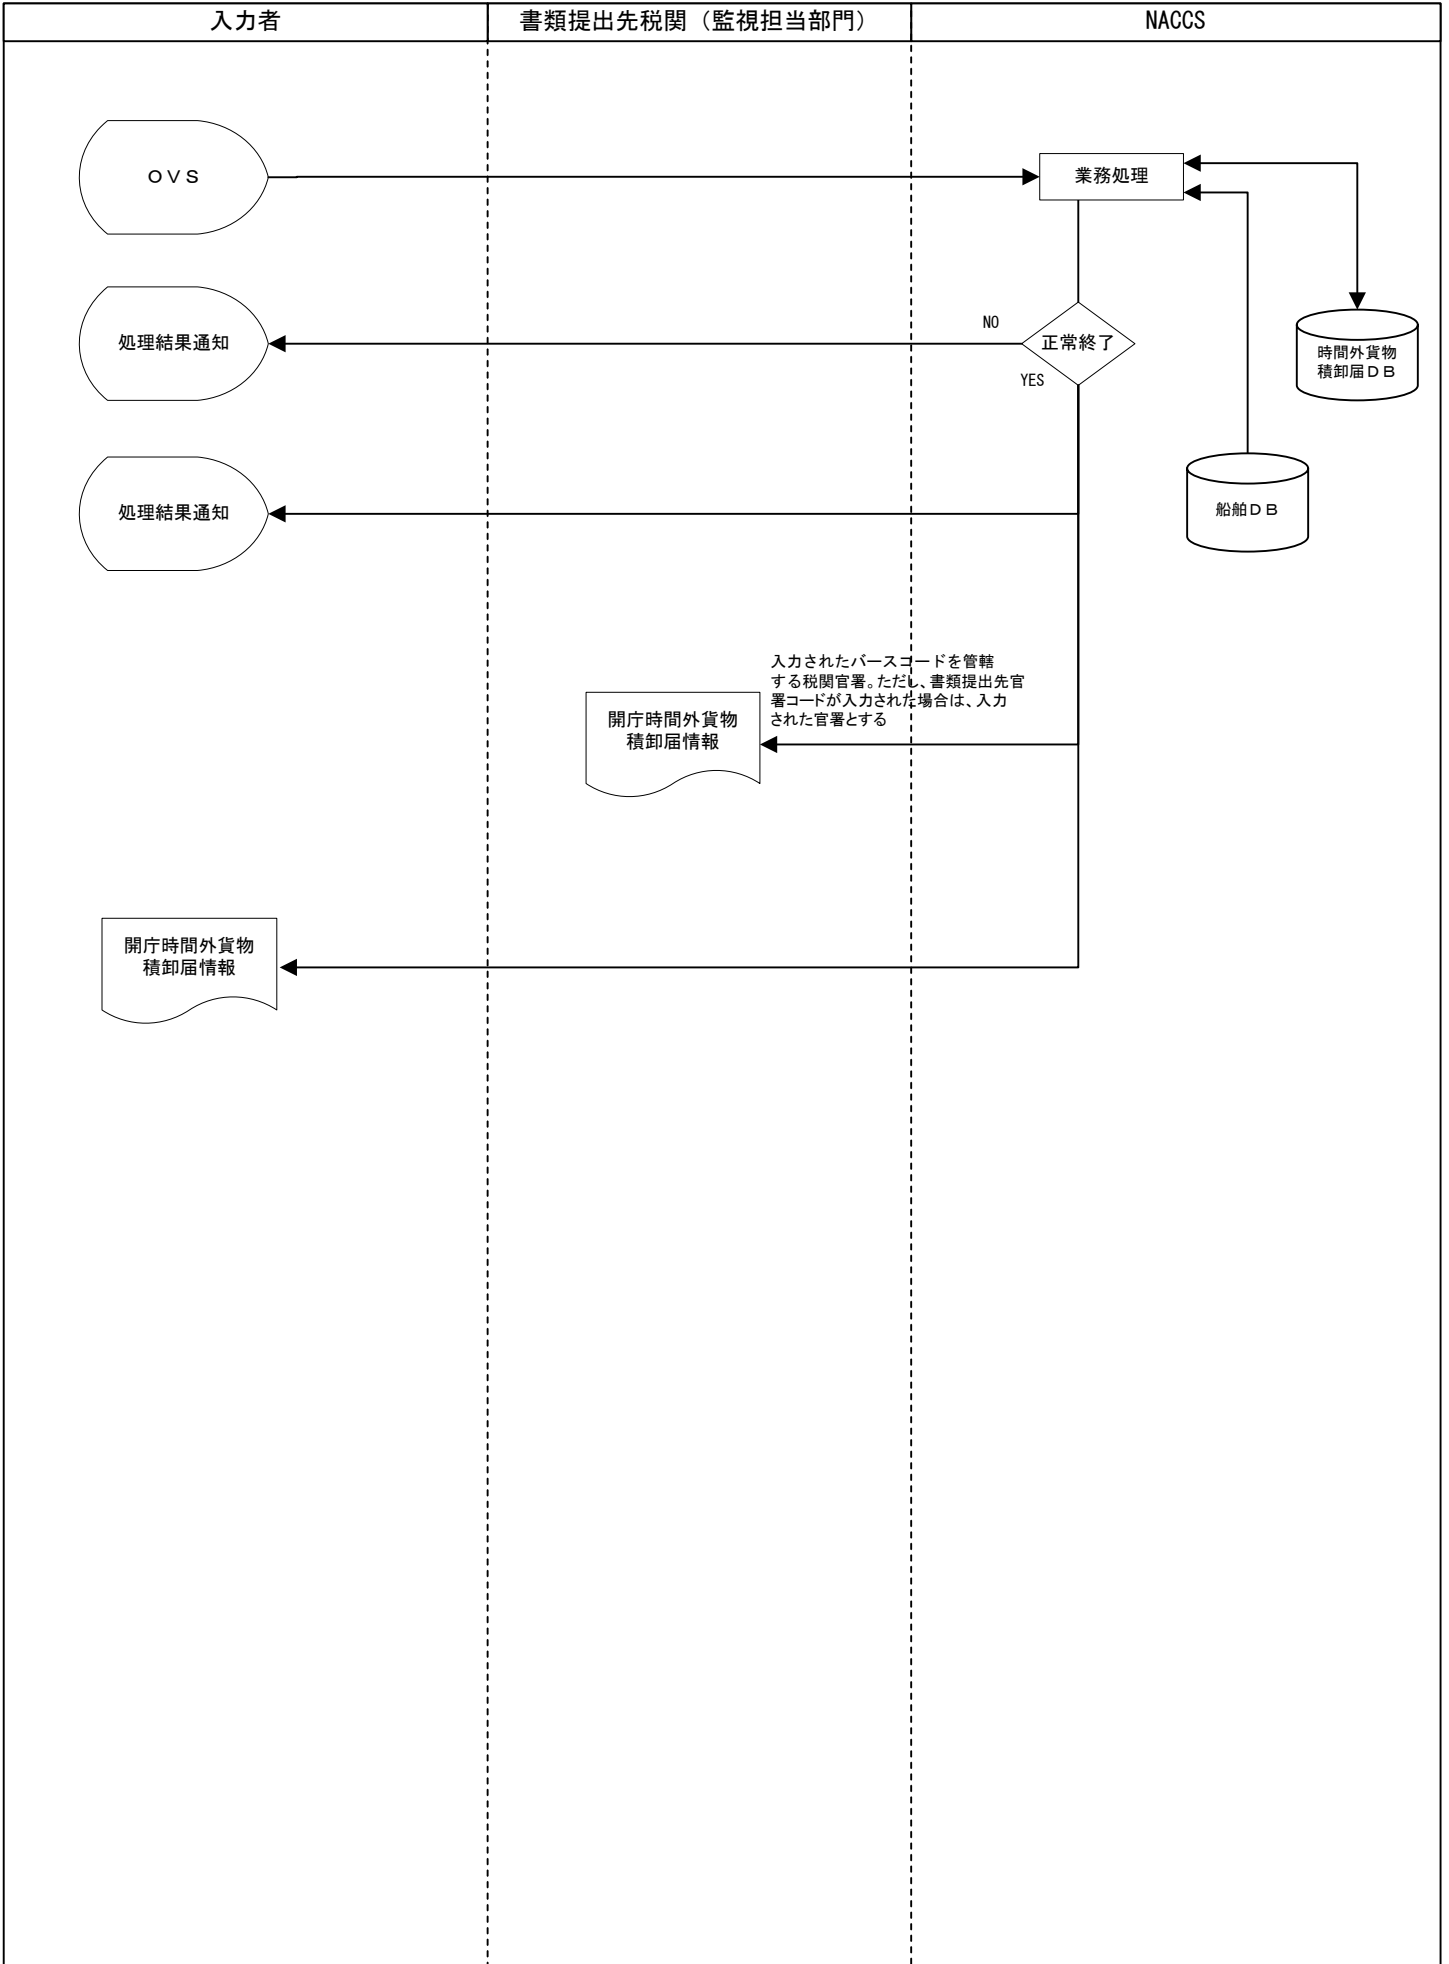 入力者
書類提出先税関（監視担当部門）
NACCS
ＯＶＳ
業務処理
処理結果通知
NO
正常終了
YES
時間外貨物
積卸届ＤＢ
処理結果通知
船舶ＤＢ
入力されたバースコードを管轄
する税関官署。ただし、書類提出先官
署コードが入力された場合は、入力
された官署とする
開庁時間外貨物
積卸届情報
開庁時間外貨物
積卸届情報